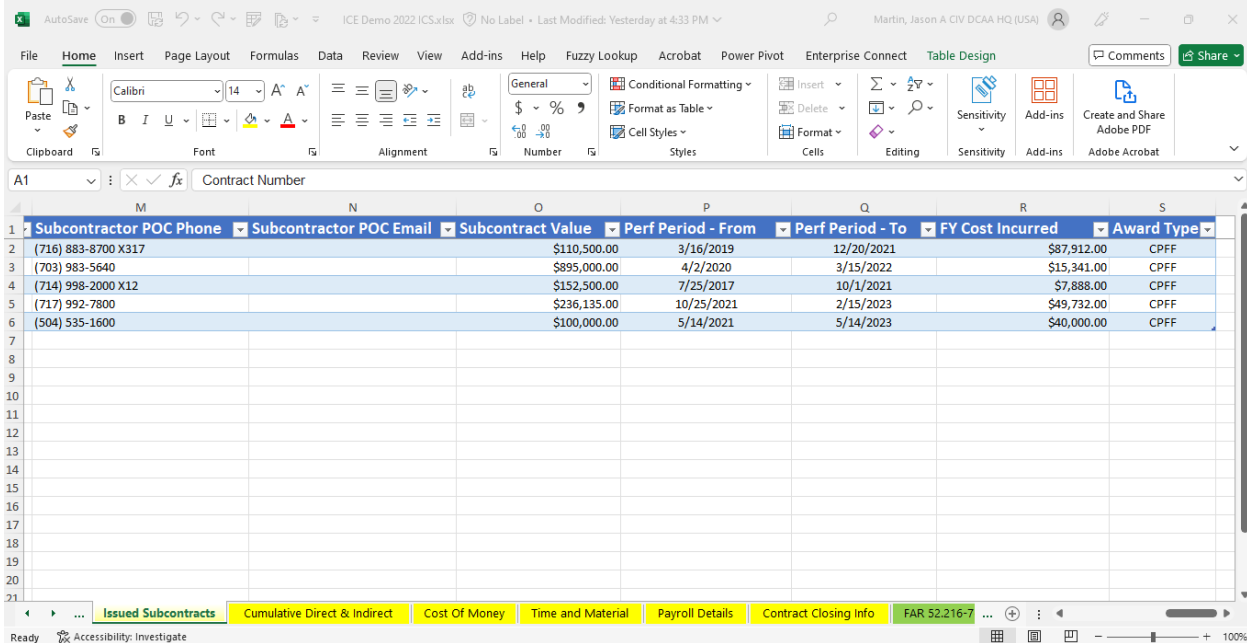 AutoSave On ICE Demo 2022 ICS.xlsx No Label • Last Modified: Yesterday at 4:33 PM Martin, Jason A CIV DCAA HQ (USA)
File Home Insert Page Layout Formulas Data Review View Add-ins Help Fuzzy Lookup Acrobat Power Pivot Enterprise Connect Table Design Comments Share
Paste Calibri 14 A A ab General Conditional Formatting Insert Σ
B I U A $ % Format as Table Delete Sensitivity Add-ins Create and Share Adobe PDF
Cell Styles Format
Clipboard Font Alignment Number Styles Cells Editing Sensitivity Add-ins Adobe Acrobat
A1 fx Contract Number
M N O P Q R S
1 Subcontractor POC Phone Subcontractor POC Email Subcontract Value Perf Period - From Perf Period - To FY Cost Incurred Award Type
2 (716) 883-8700 X317 $110,500.00 3/16/2019 12/20/2021 $87,912.00 CPFF
3 (703) 983-5640 $895,000.00 4/2/2020 3/15/2022 $15,341.00 CPFF
4 (714) 998-2000 X12 $152,500.00 7/25/2017 10/1/2021 $7,888.00 CPFF
5 (717) 992-7800 $236,135.00 10/25/2021 2/15/2023 $49,732.00 CPFF
6 (504) 535-1600 $100,000.00 5/14/2021 5/14/2023 $40,000.00 CPFF
7
8
9
10
11
12
13
14
15
16
17
18
19
20
21
... Issued Subcontracts Cumulative Direct & Indirect Cost Of Money Time and Material Payroll Details Contract Closing Info FAR 52.216-7 ...
Ready Accessibility: Investigate 100%